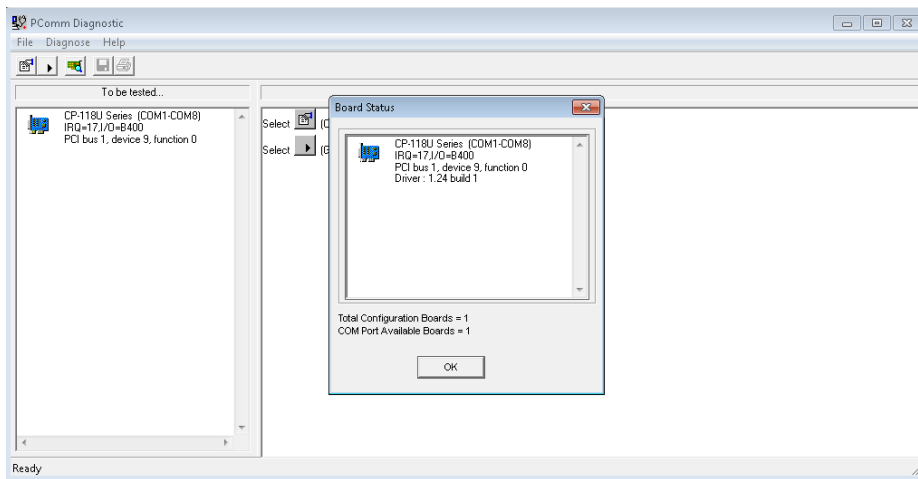 PComm Diagnostic
File Diagnose Help
To be tested...
CP-118U Series (COM1-COM8)
IRQ=17,I/O=B400
PCI bus 1, device 9, function 0
Select (C
Select (G
Board Status
CP-118U Series (COM1-COM8)
IRQ=17,I/O=B400
PCI bus 1, device 9, function 0
Driver : 1.24 build 1
Total Configuration Boards = 1
COM Port Available Boards = 1
OK
Ready